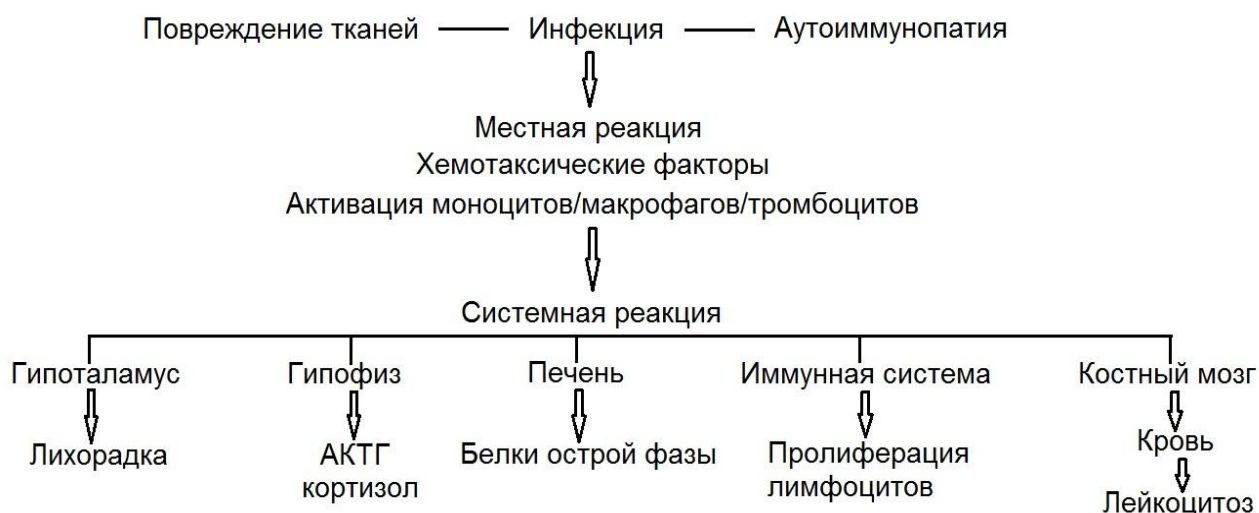 Повреждение тканей Инфекция Аутоиммунопатия
Местная реакция
Хемотаксические факторы
Активация моноцитов/макрофагов/тромбоцитов
Системная реакция
Гипоталамус Гипофиз Печень Иммунная система Костный мозг
Лихорадка АКТГ Белки острой фазы Пролиферация Кровь
кортизол лимфоцитов Лейкоцитоз